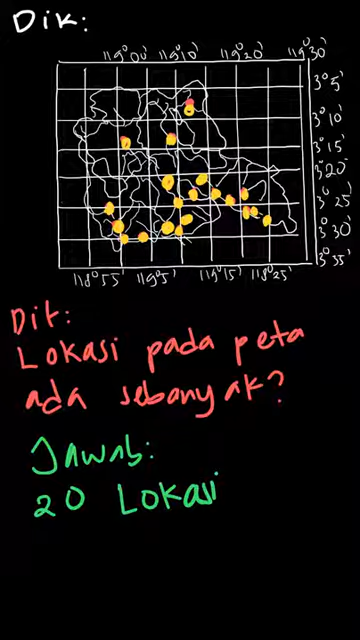 Dik:
119°00' 119°10' 119°20' 119°30'
3°5'
3°10'
3°15'
3°20'
3°25'
3°30'
3°35'
118°55' 119°5' 119°15' 118°25'
Dit:
Lokasi pada peta
ada sebanyak?
Jawab:
20 Lokasi